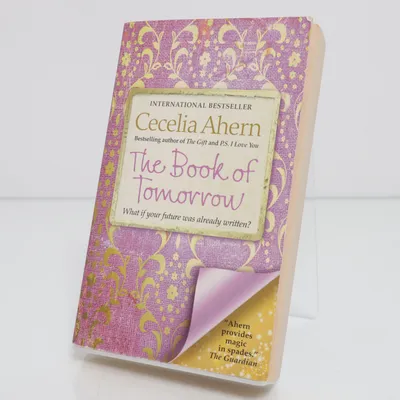 INTERNATIONAL BESTSELLER
Cecelia Ahern
Bestselling author of The Gift and P.S. I Love You
The Book of
Tomorrow
What if your future was already written?
"Ahern
provides
magic
in spades."
The Guardian